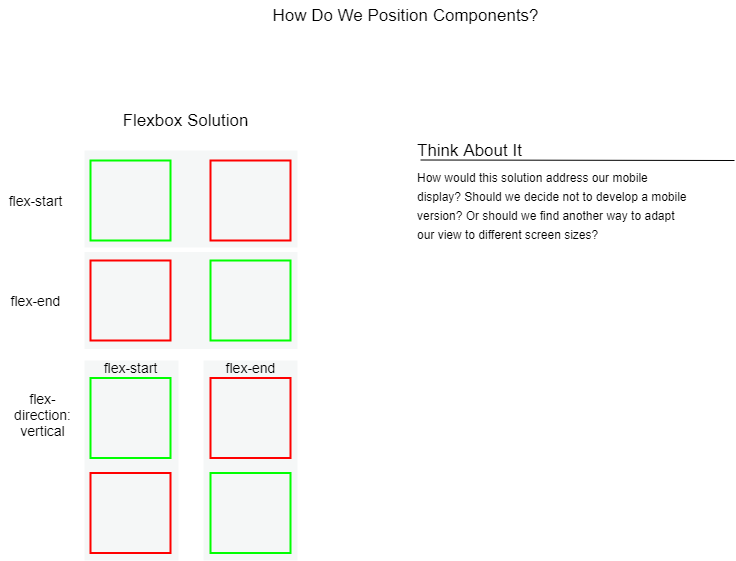 How Do We Position Components?
Flexbox Solution
flex-start
flex-end
flex-start
flex-end
flex-
direction:
vertical
Think About It
How would this solution address our mobile
display? Should we decide not to develop a mobile
version? Or should we find another way to adapt
our view to different screen sizes?